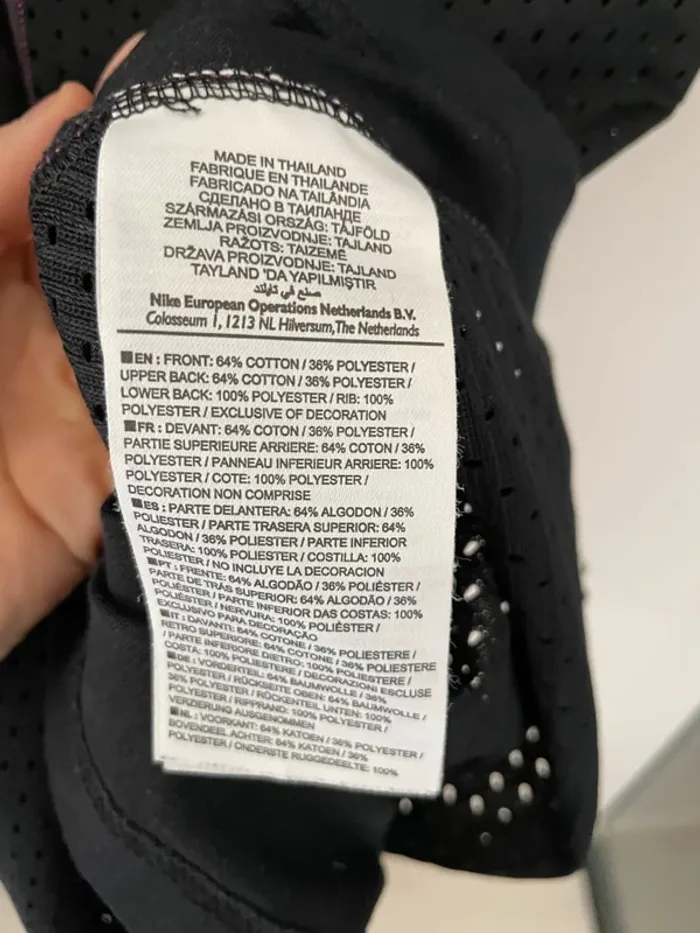 MADE IN THAILAND
FABRIQUE EN THAILANDE
FABRICADO NA TAILÂNDIA
СДЕЛАНО В ТАИЛАНДЕ
SZÁRMAZÁSI ORSZÁG: TÁJFÖLD
ZEMLJA PROIZVODNJE: TAJLAND
RAŽOTS: TAIZEMĒ
DRŽAVA PROIZVODNJE: TAJLAND
TAYLAND 'DA YAPILMIŞTIR
صنع في تايلاند
Nike European Operations Netherlands B.V.
Colosseum 1, 1213 NL Hilversum, The Netherlands
EN : FRONT: 64% COTTON / 36% POLYESTER /
UPPER BACK: 64% COTTON / 36% POLYESTER /
LOWER BACK: 100% POLYESTER / RIB: 100%
POLYESTER / EXCLUSIVE OF DECORATION
FR : DEVANT: 64% COTON / 36% POLYESTER /
PARTIE SUPERIEURE ARRIERE: 64% COTON / 36%
POLYESTER / PANNEAU INFERIEUR ARRIERE: 100%
POLYESTER / COTE: 100% POLYESTER /
DECORATION NON COMPRISE
ES : PARTE DELANTERA: 64% ALGODON / 36%
POLIESTER / PARTE TRASERA SUPERIOR: 64%
ALGODON / 36% POLIESTER / PARTE INFERIOR
TRASERA: 100% POLIESTER / COSTILLA: 100%
POLIESTER / NO INCLUYE LA DECORACION
PT : FRENTE: 64% ALGODÃO / 36% POLIÉSTER /
PARTE DE TRÁS SUPERIOR: 64% ALGODÃO / 36%
POLIÉSTER / PARTE INFERIOR DAS COSTAS: 100%
POLIÉSTER / NERVURA: 100% POLIÉSTER /
EXCLUSIVO PARA DECORAÇÃO
IT : DAVANTI: 64% COTONE / 36% POLIESTERE /
RETRO SUPERIORE: 64% COTONE / 36% POLIESTERE
/ PARTE INFERIORE DIETRO: 100% POLIESTERE /
COSTA: 100% POLIESTERE / DECORAZIONI ESCLUSE
DE : VORDERTEIL: 64% BAUMWOLLE / 36%
POLYESTER / RÜCKSEITE OBEN: 64% BAUMWOLLE /
36% POLYESTER / RÜCKENTEIL UNTEN: 100%
POLYESTER / RIPPRAND: 100% POLYESTER /
VERZIERUNG AUSGENOMMEN
NL : VOORKANT: 64% KATOEN / 36% POLYESTER /
BOVENDEEL ACHTER: 64% KATOEN / 36%
POLYESTER / ONDERSTE RUGGEDEELTE: 100%